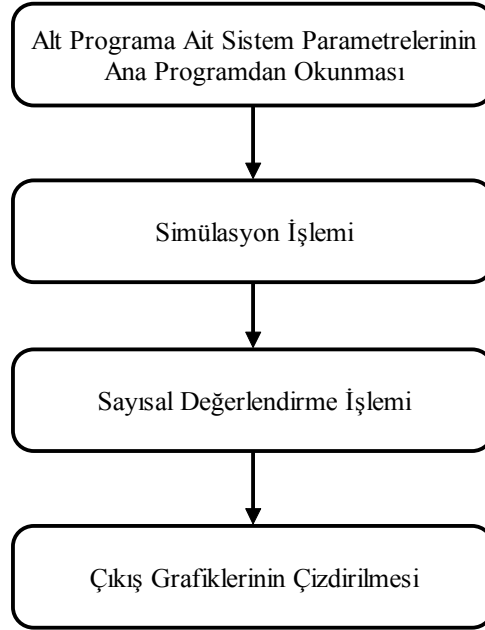 Alt Programa Ait Sistem Parametrelerinin
Ana Programdan Okunması
Simülasyon İşlemi
Sayısal Değerlendirme İşlemi
Çıkış Grafiklerinin Çizdirilmesi